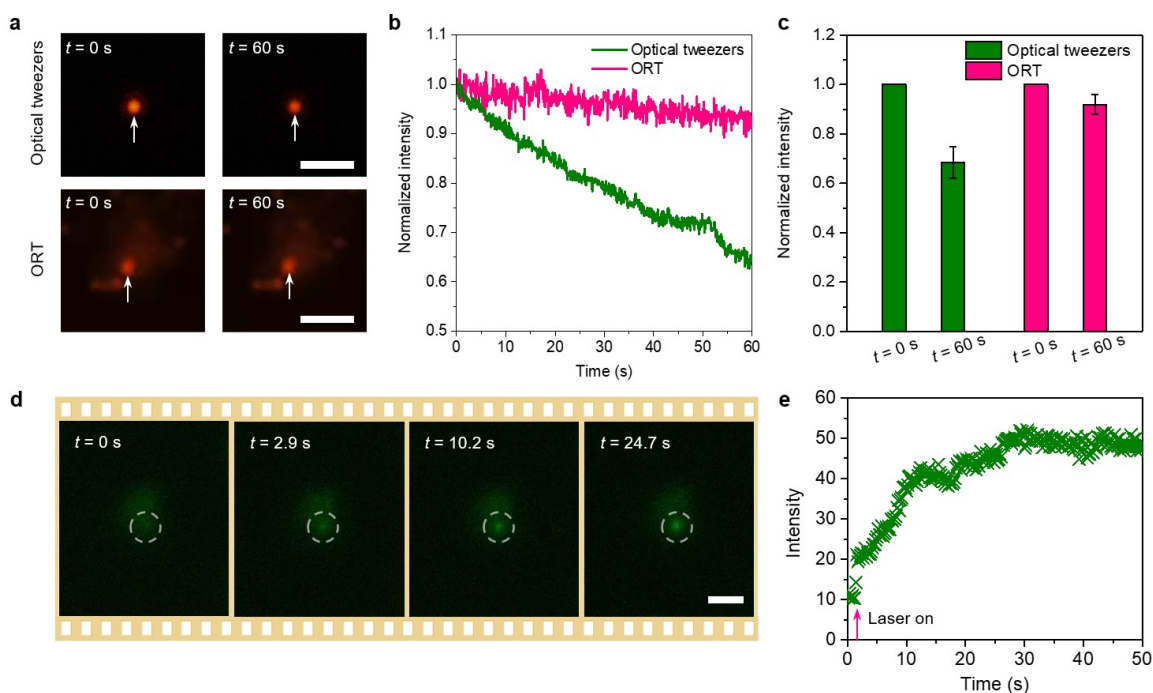 a
Optical tweezers
t = 0 s
t = 60 s
ORT
t = 0 s
t = 60 s
b
Normalized intensity
1.1
1.0
0.9
0.8
0.7
0.6
0.5
Optical tweezers
ORT
0 10 20 30 40 50 60
Time (s)
c
Normalized intensity
1.2
1.0
0.8
0.6
0.4
0.2
0.0
Optical tweezers
ORT
t = 0 s
t = 60 s
t = 0 s
t = 60 s
d
t = 0 s
t = 2.9 s
t = 10.2 s
t = 24.7 s
e
Intensity
60
50
40
30
20
10
0
Laser on
0 10 20 30 40 50
Time (s)